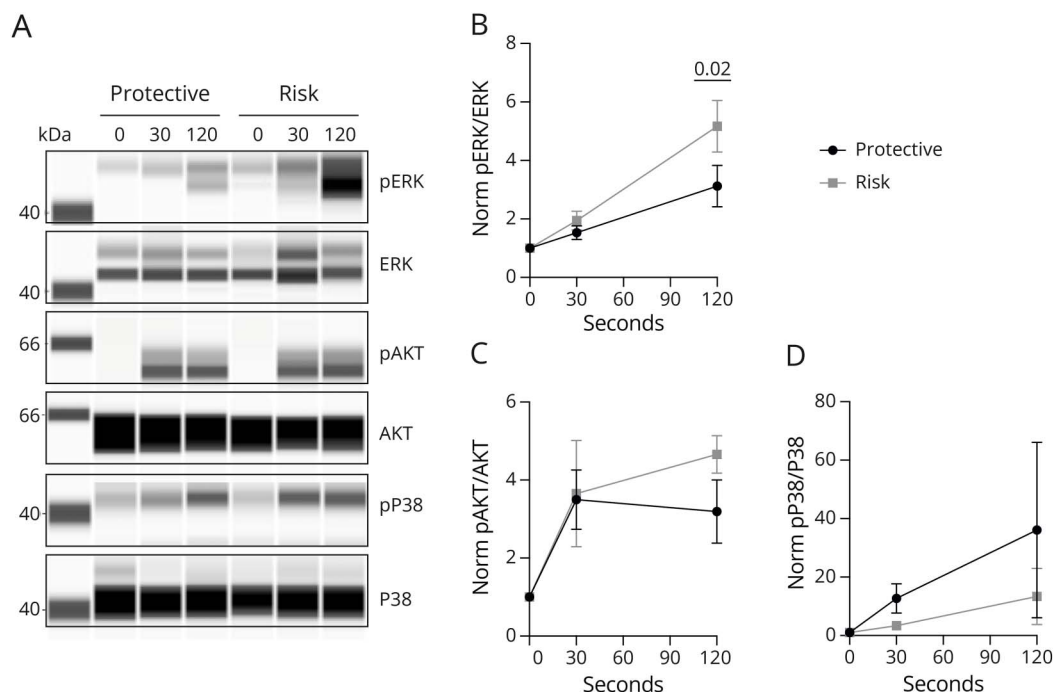 A
Protective Risk
kDa 0 30 120 0 30 120
pERK
40
ERK
40
66
pAKT
66
AKT
pP38
40
P38
40
B
Norm pERK/ERK
8
6
4
2
0
0.02
0 30 60 90 120
Seconds
Protective
Risk
C
Norm pAKT/AKT
6
4
2
0
0 30 60 90 120
Seconds
D
Norm pP38/P38
80
60
40
20
0
0 30 60 90 120
Seconds